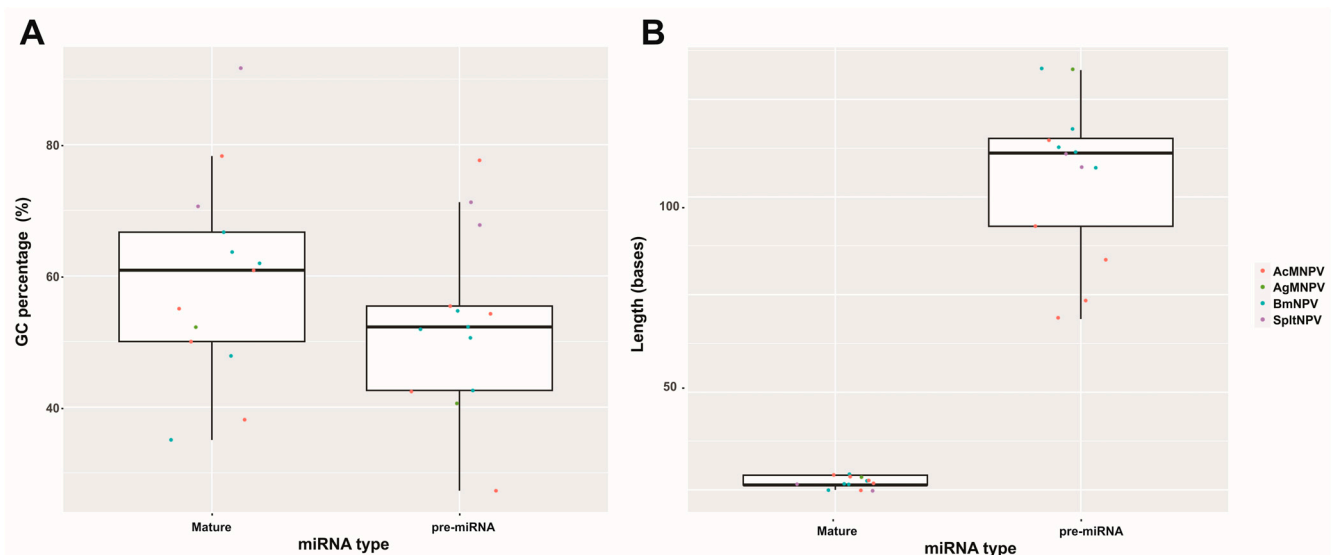 A
GC percentage (%)
80
60
40
Mature
pre-miRNA
miRNA type
B
Length (bases)
100
50
Mature
pre-miRNA
miRNA type
AcMNPV
AgMNPV
BmNPV
SpltNPV